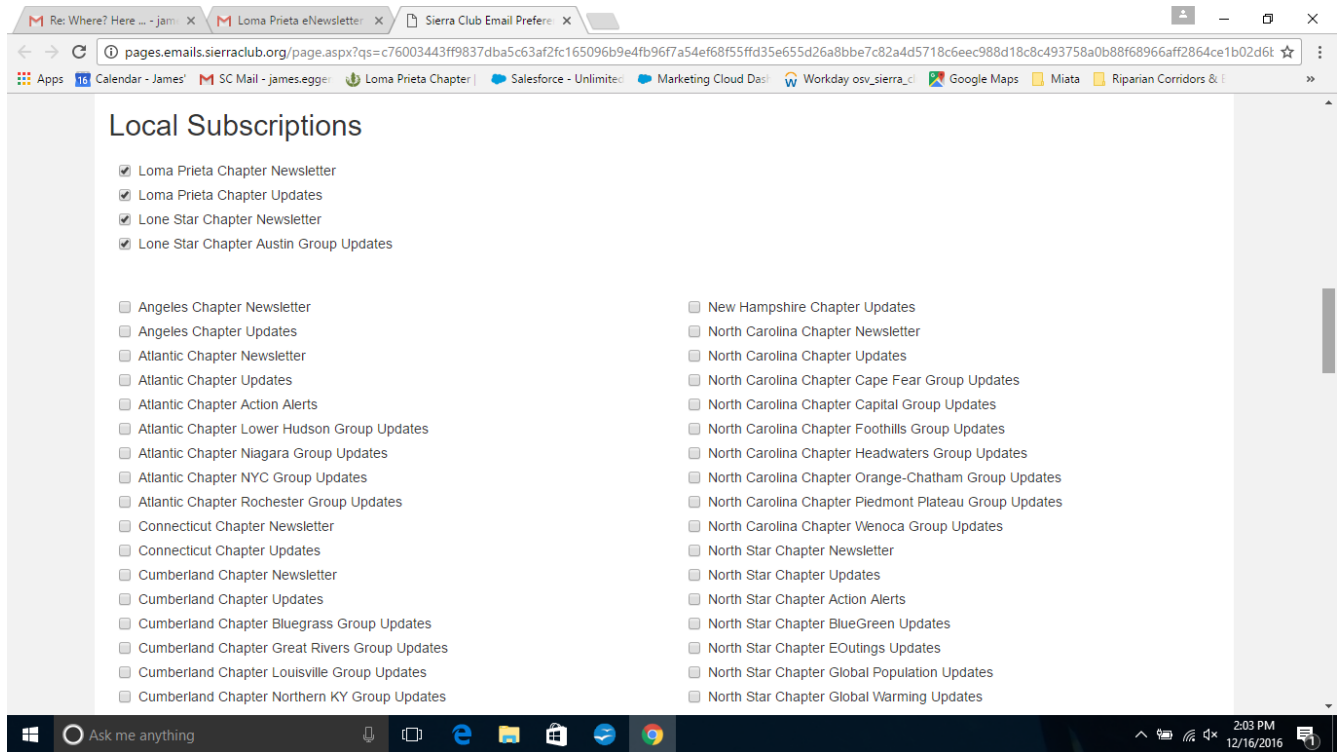 Re: Where? Here ... - jam
Loma Prieta eNewsletter
Sierra Club Email Prefere
pages.emails.sierraclub.org/page.aspx?qs=c76003443ff9837dba5c63af2fc165096b9e4fb96f7a54ef68f55ffd35e655d26a8bbe7c82a4d5718c6eec988d18c8c493758a0b88f68966aff2864ce1b02d6
Apps 16 Calendar - James' SC Mail - james.egger Loma Prieta Chapter | Salesforce - Unlimited Marketing Cloud Das Workday osv_sierra_c Google Maps Miata Riparian Corridors &
Local Subscriptions
Loma Prieta Chapter Newsletter
Loma Prieta Chapter Updates
Lone Star Chapter Newsletter
Lone Star Chapter Austin Group Updates
Angeles Chapter Newsletter
Angeles Chapter Updates
Atlantic Chapter Newsletter
Atlantic Chapter Updates
Atlantic Chapter Action Alerts
Atlantic Chapter Lower Hudson Group Updates
Atlantic Chapter Niagara Group Updates
Atlantic Chapter NYC Group Updates
Atlantic Chapter Rochester Group Updates
Connecticut Chapter Newsletter
Connecticut Chapter Updates
Cumberland Chapter Newsletter
Cumberland Chapter Updates
Cumberland Chapter Bluegrass Group Updates
Cumberland Chapter Great Rivers Group Updates
Cumberland Chapter Louisville Group Updates
Cumberland Chapter Northern KY Group Updates
New Hampshire Chapter Updates
North Carolina Chapter Newsletter
North Carolina Chapter Updates
North Carolina Chapter Cape Fear Group Updates
North Carolina Chapter Capital Group Updates
North Carolina Chapter Foothills Group Updates
North Carolina Chapter Headwaters Group Updates
North Carolina Chapter Orange-Chatham Group Updates
North Carolina Chapter Piedmont Plateau Group Updates
North Carolina Chapter Wenoca Group Updates
North Star Chapter Newsletter
North Star Chapter Updates
North Star Chapter Action Alerts
North Star Chapter BlueGreen Updates
North Star Chapter EOutings Updates
North Star Chapter Global Population Updates
North Star Chapter Global Warming Updates
Ask me anything
2:03 PM
12/16/2016